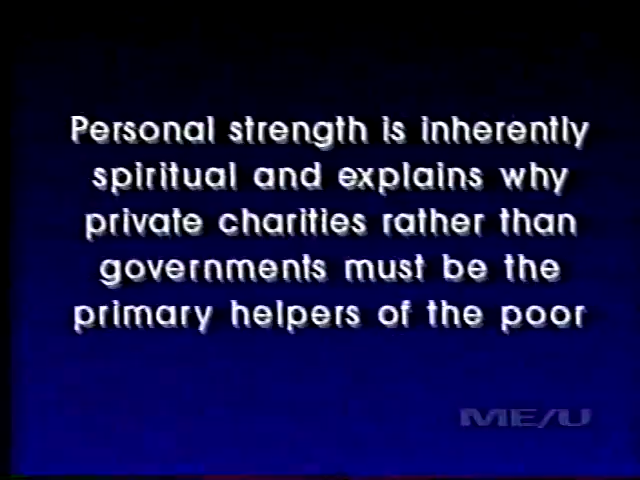 Personal strength is inherently
spiritual and explains why
private charities rather than
governments must be the
primary helpers of the poor
ME/U